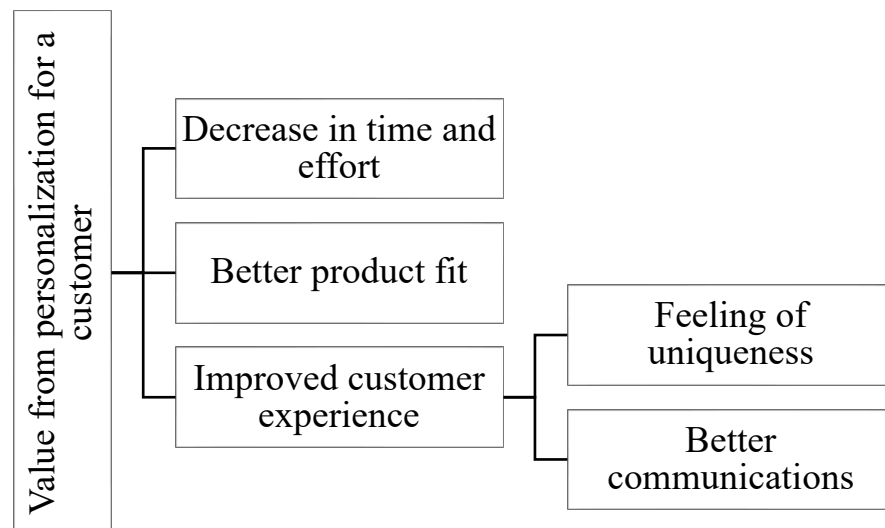 Value from personalization for a
customer
Decrease in time and
effort
Better product fit
Improved customer
experience
Feeling of
uniqueness
Better
communications